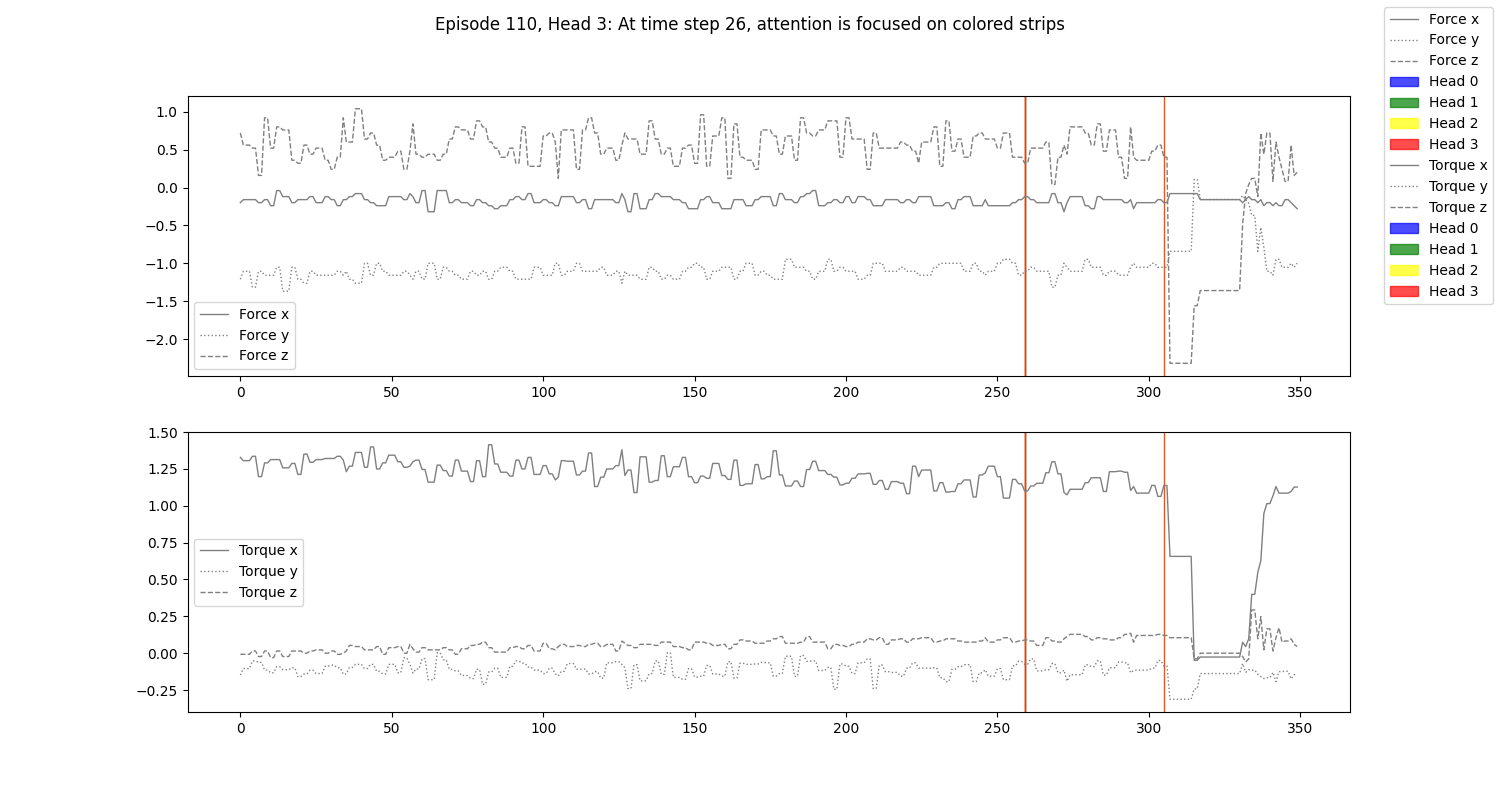 Episode 110, Head 3: At time step 26, attention is focused on colored strips
Force x
Force y
Force z
Head 0
Head 1
Head 2
Head 3
Torque x
Torque y
Torque z
Head 0
Head 1
Head 2
Head 3
1.0
0.5
0.0
−0.5
−1.0
−1.5
−2.0
Force x
Force y
Force z
0 50 100 150 200 250 300 350
1.50
1.25
1.00
0.75
0.50
0.25
0.00
−0.25
Torque x
Torque y
Torque z
0 50 100 150 200 250 300 350